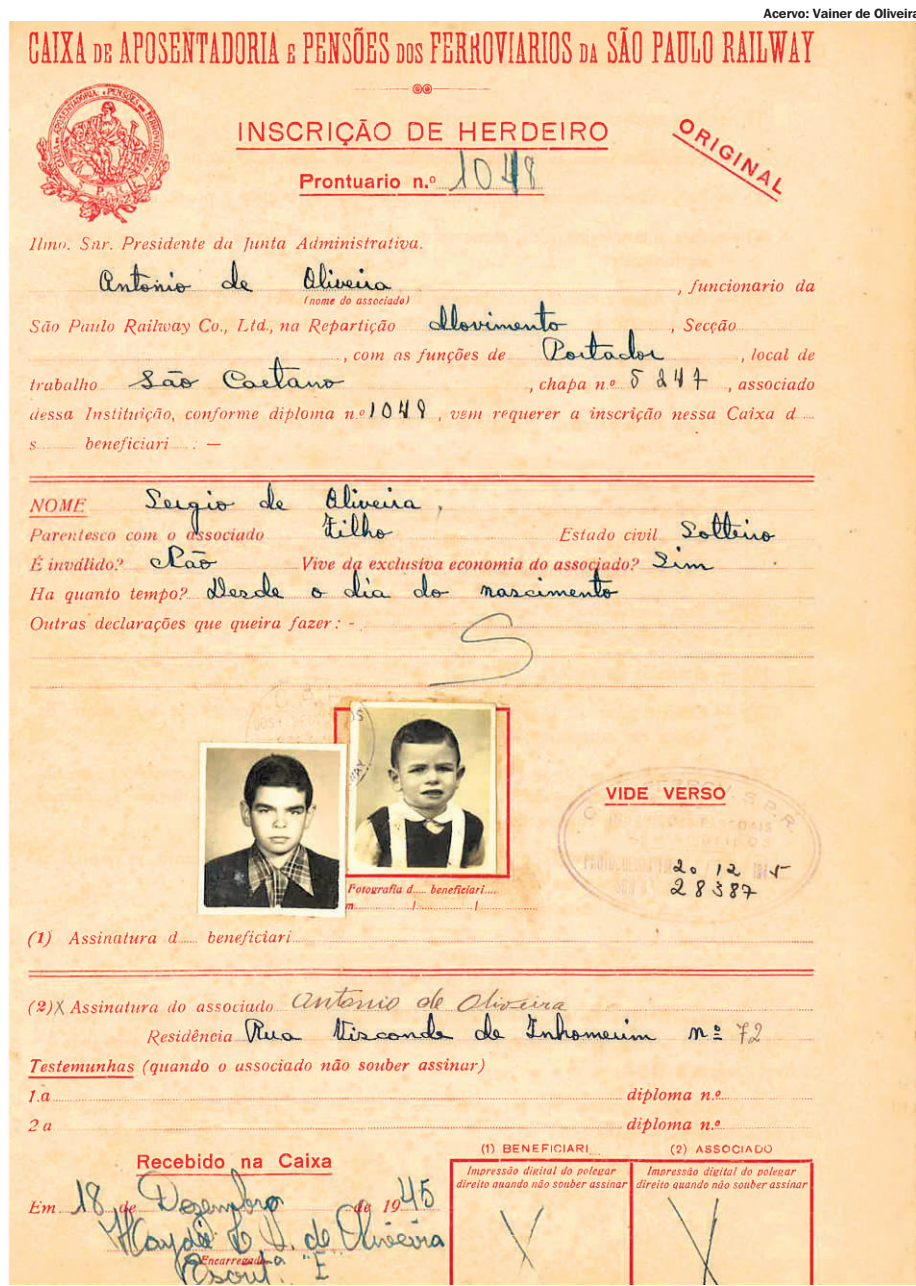 Acervo: Vainer de Oliveira
CAIXA DE APOSENTADORIA E PENSÕES DOS FERROVIARIOS DA SÃO PAULO RAILWAY
INSCRIÇÃO DE HERDEIRO
ORIGINAL
Prontuario n.º 1048
Ilmo. Snr. Presidente da Junta Administrativa.
Antonio de Oliveira, funcionario da
(nome do associado)
São Paulo Railway Co., Ltd., na Repartição Movimento, Secção
, com as funções de Portador, local de
trabalho São Caetano, chapa nº 5247, associado
dessa Instituição, conforme diploma n.º 1048, vem requerer a inscrição nessa Caixa d
s beneficiari : —
NOME Sergio de Oliveira,
Parentesco com o associado Filho Estado civil Solteiro
É inválido? Não Vive da exclusiva economia do associado? Sim
Ha quanto tempo? Desde o dia do nascimento
Outras declarações que queira fazer: -
VIDE VERSO
20 12
28387
Fotografia d beneficiari
(1) Assinatura d beneficiari
(2) X Assinatura do associado Antonio de Oliveira
Residência Rua Visconde de Inhomerim nº 72
Testemunhas (quando o associado não souber assinar)
1.a diploma n.º
2 a diploma n.º
Recebido na Caixa
(1) BENEFICIARI (2) ASSOCIADO
Impressão digital do polegar Impressão digital do polegar
direito quando não souber assinar direito quando não souber assinar
Em 18 de Dezembro de 1945
de Oliveira
Encarregado
Escrit. "E"